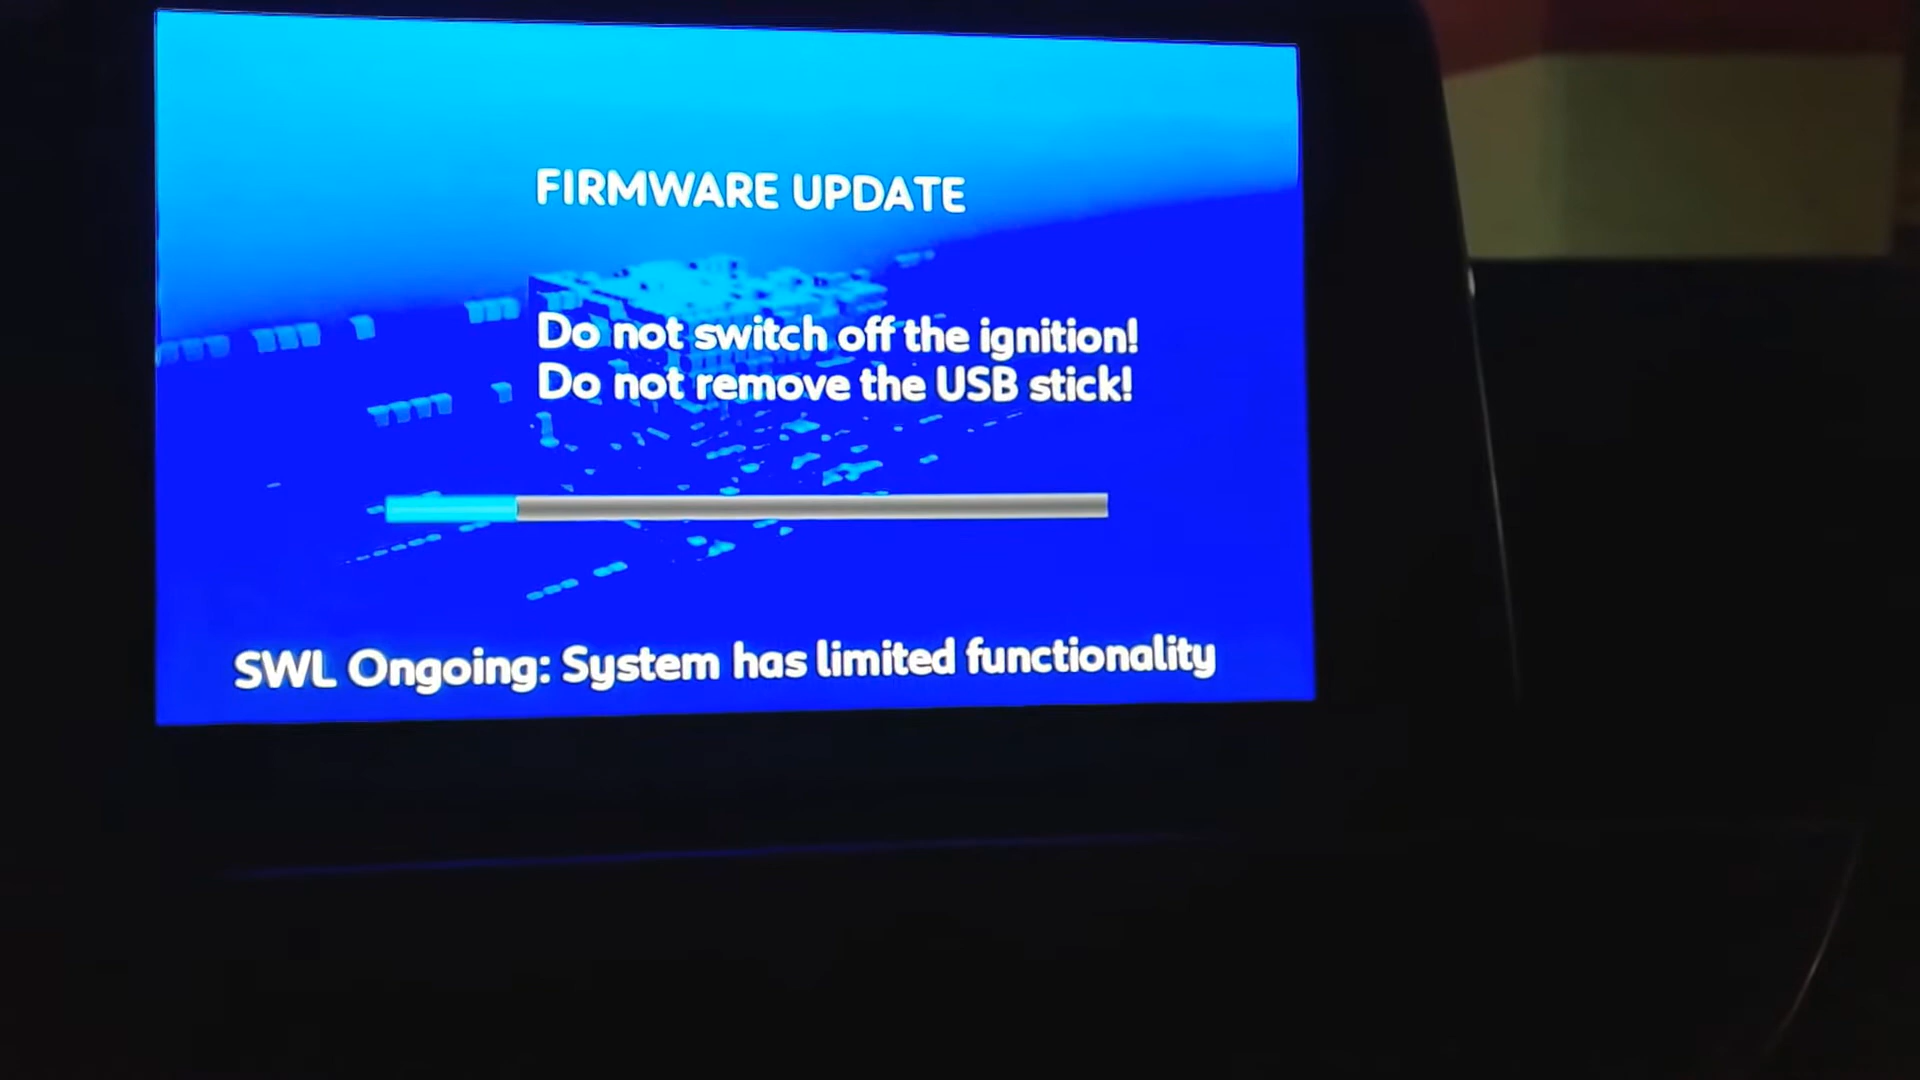 FIRMWARE UPDATE
Do not switch off the ignition!
Do not remove the USB stick!
SWL Ongoing: System has limited functionality